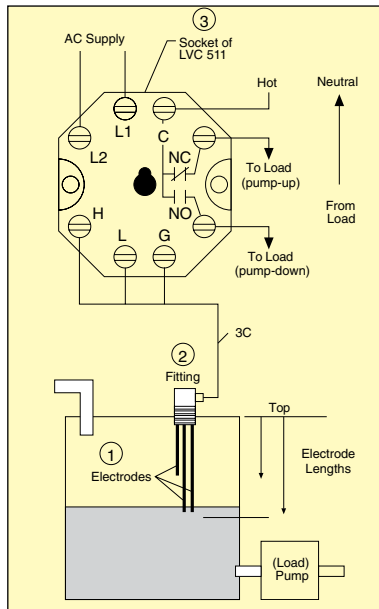 3
AC Supply
Socket of
LVC 511
Hot
Neutral
L1
C
L2
NC
To Load
(pump-up)
From
Load
H
NO
L
G
To Load
(pump-down)
3C
2
Fitting
Top
1
Electrodes
Electrode
Lengths
(Load)
Pump